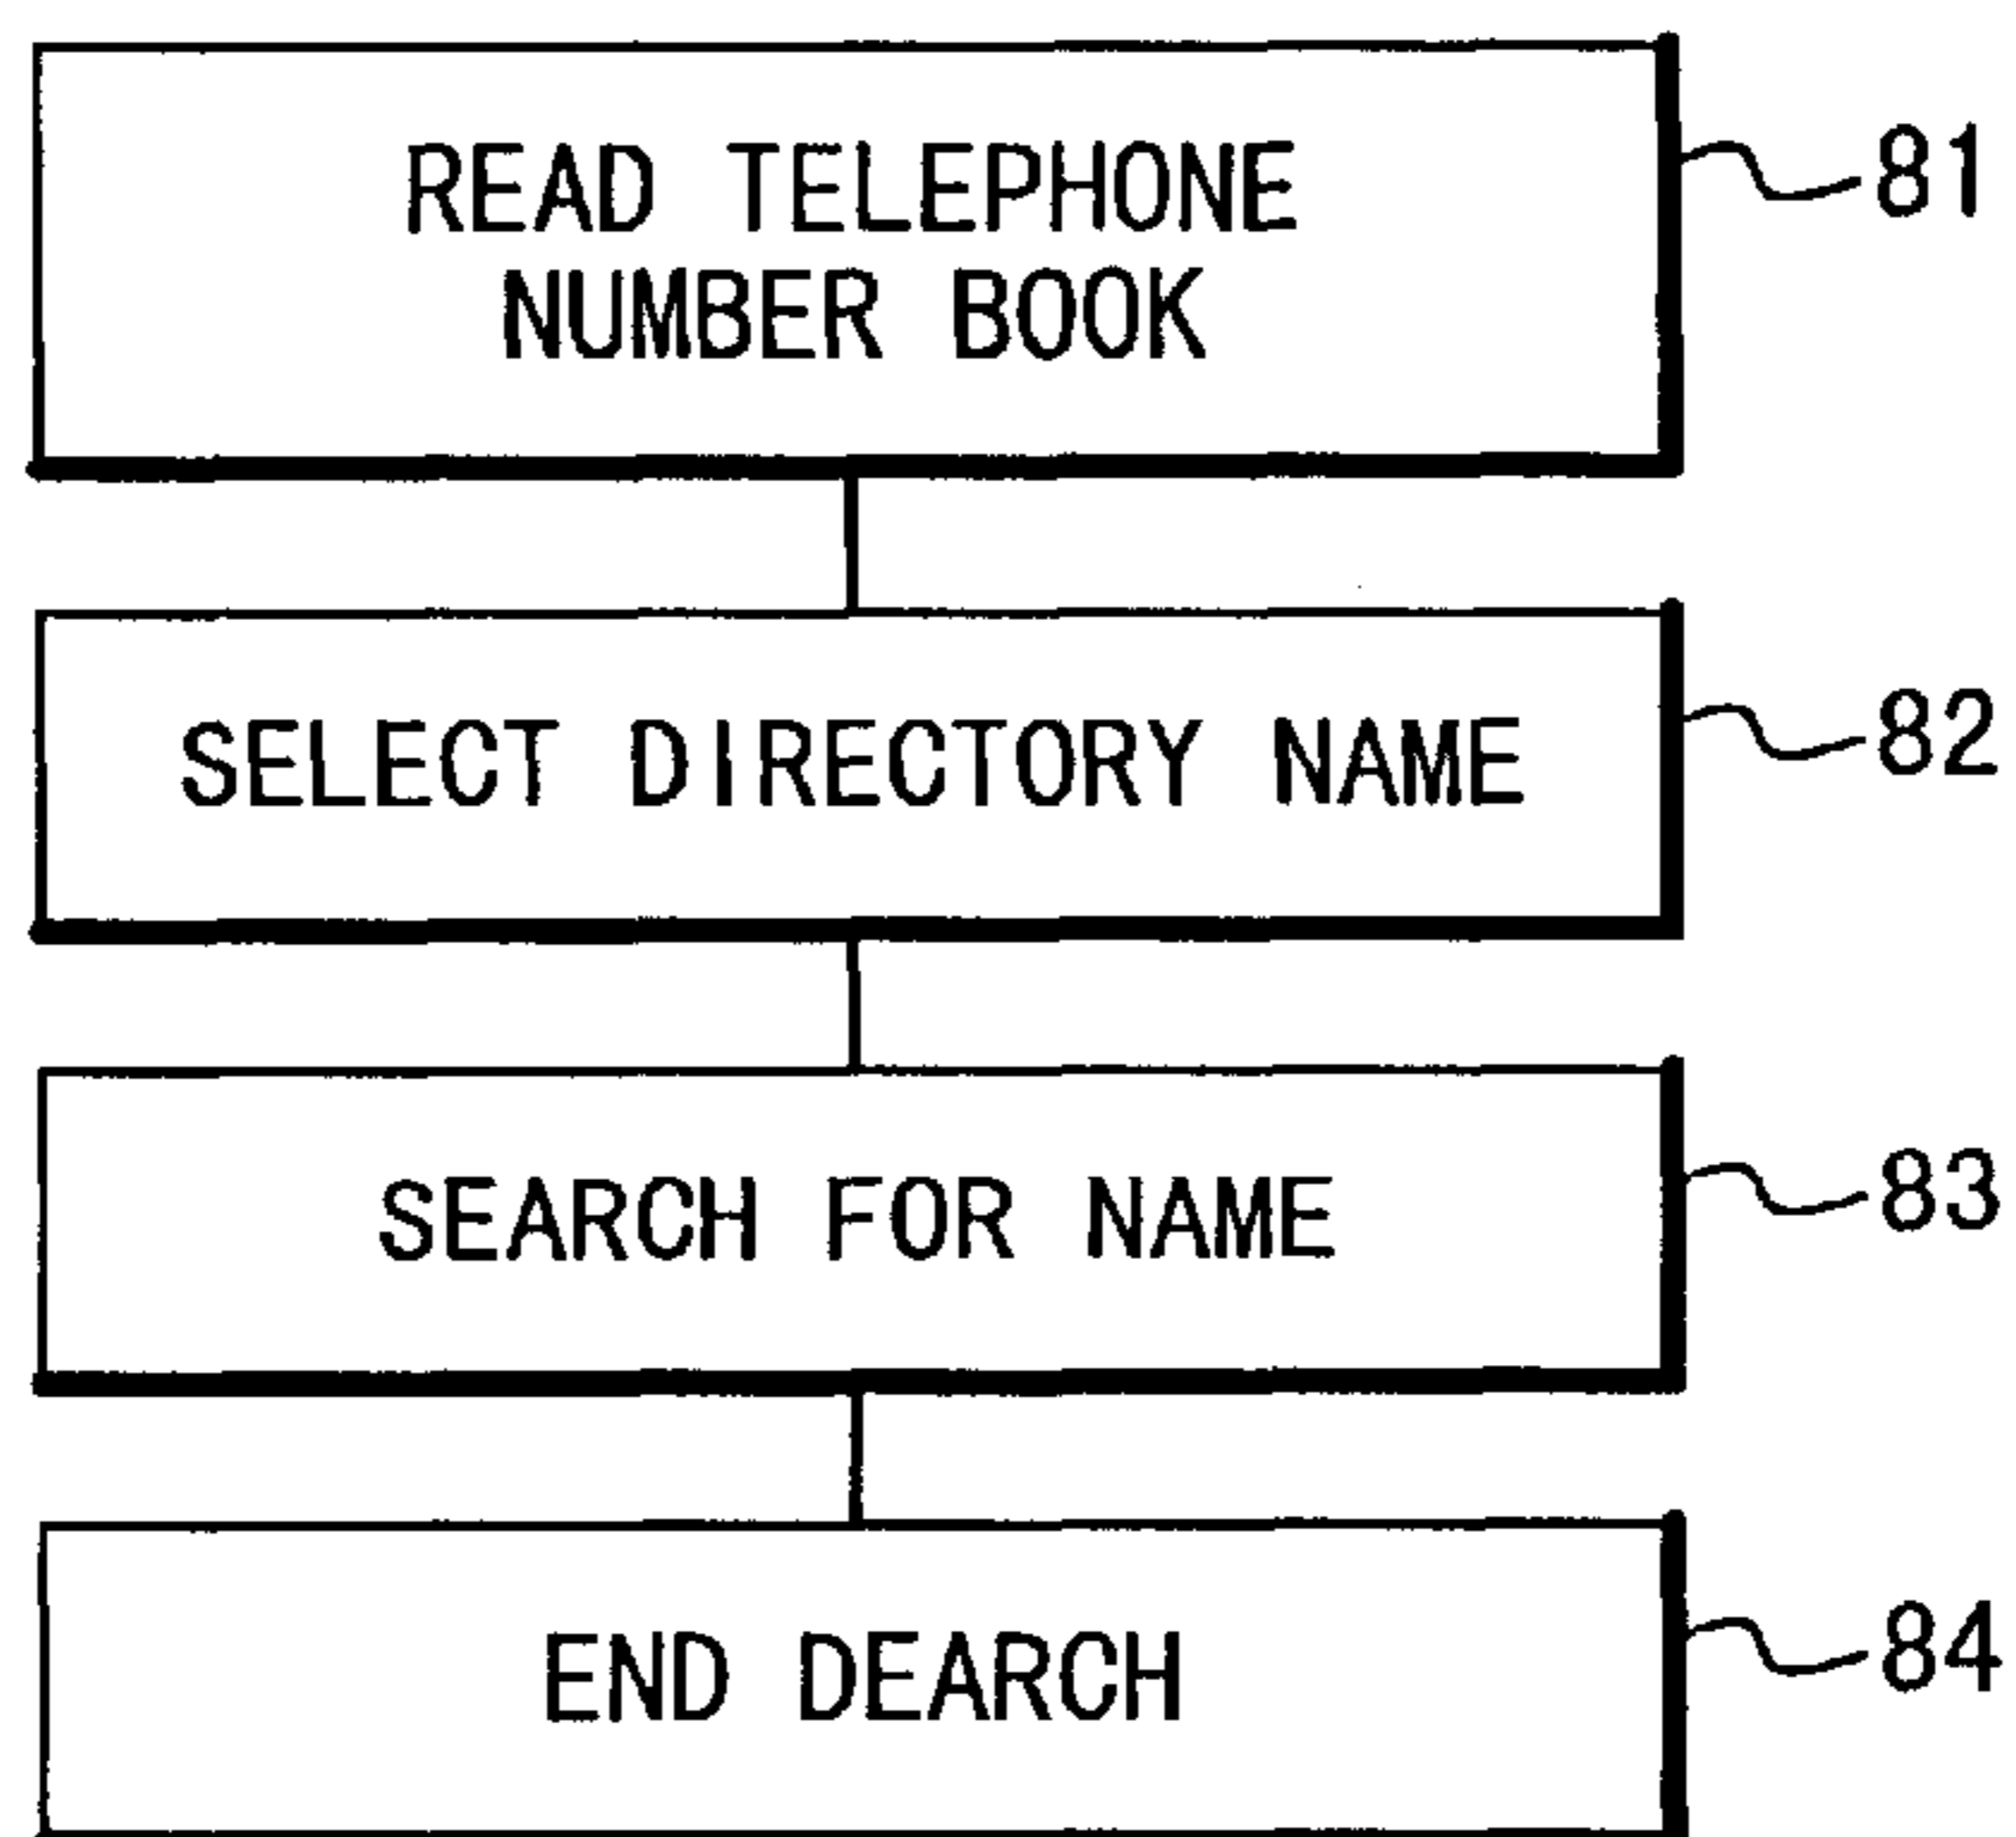 READ TELEPHONE
NUMBER BOOK
81
SELECT DIRECTORY NAME
82
SEARCH FOR NAME
83
END DEARCH
84